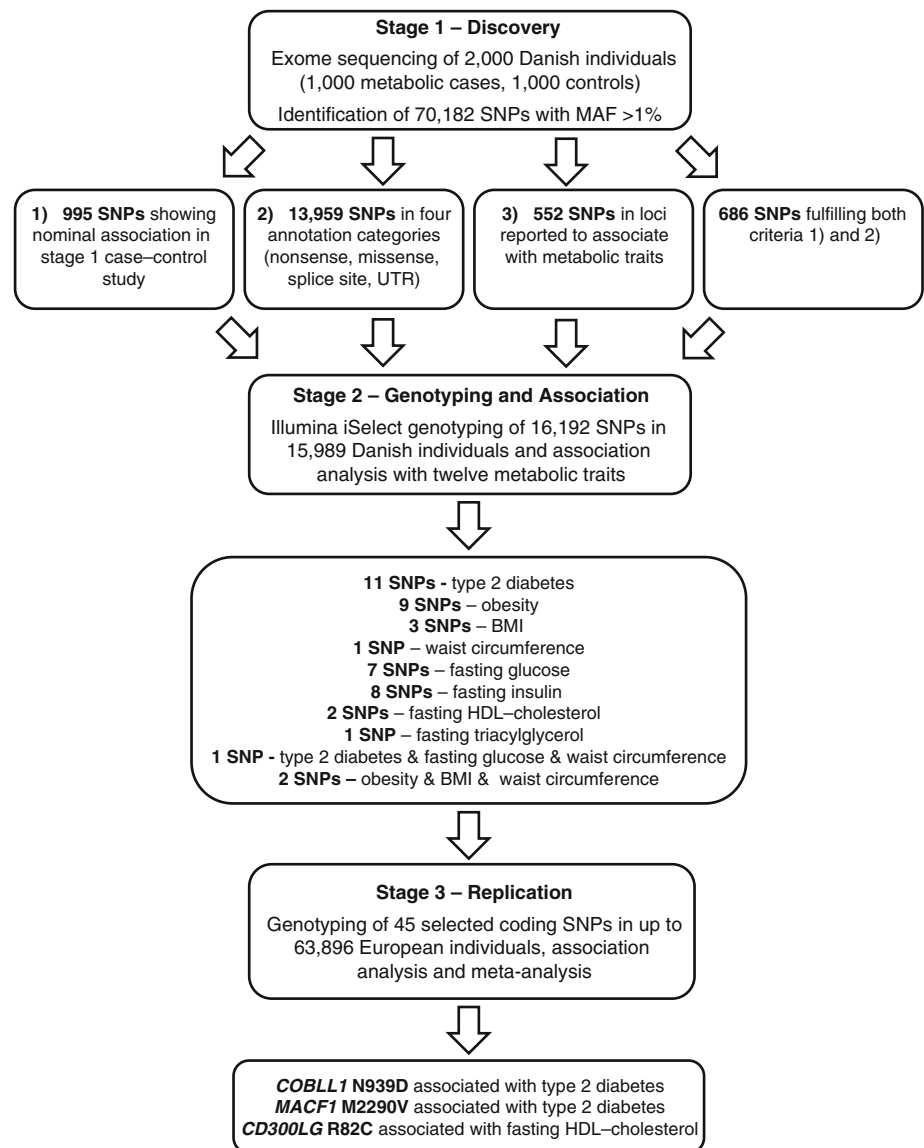 Stage 1 – Discovery
Exome sequencing of 2,000 Danish individuals
(1,000 metabolic cases, 1,000 controls)
Identification of 70,182 SNPs with MAF >1%
1) 995 SNPs showing
nominal association in
stage 1 case–control
study
2) 13,959 SNPs in four
annotation categories
(nonsense, missense,
splice site, UTR)
3) 552 SNPs in loci
reported to associate
with metabolic traits
686 SNPs fulfilling both
criteria 1) and 2)
Stage 2 – Genotyping and Association
Illumina iSelect genotyping of 16,192 SNPs in
15,989 Danish individuals and association
analysis with twelve metabolic traits
11 SNPs - type 2 diabetes
9 SNPs – obesity
3 SNPs – BMI
1 SNP – waist circumference
7 SNPs – fasting glucose
8 SNPs – fasting insulin
2 SNPs – fasting HDL–cholesterol
1 SNP – fasting triacylglycerol
1 SNP - type 2 diabetes & fasting glucose & waist circumference
2 SNPs – obesity & BMI & waist circumference
Stage 3 – Replication
Genotyping of 45 selected coding SNPs in up to
63,896 European individuals, association
analysis and meta-analysis
COBLL1 N939D associated with type 2 diabetes
MACF1 M2290V associated with type 2 diabetes
CD300LG R82C associated with fasting HDL–cholesterol